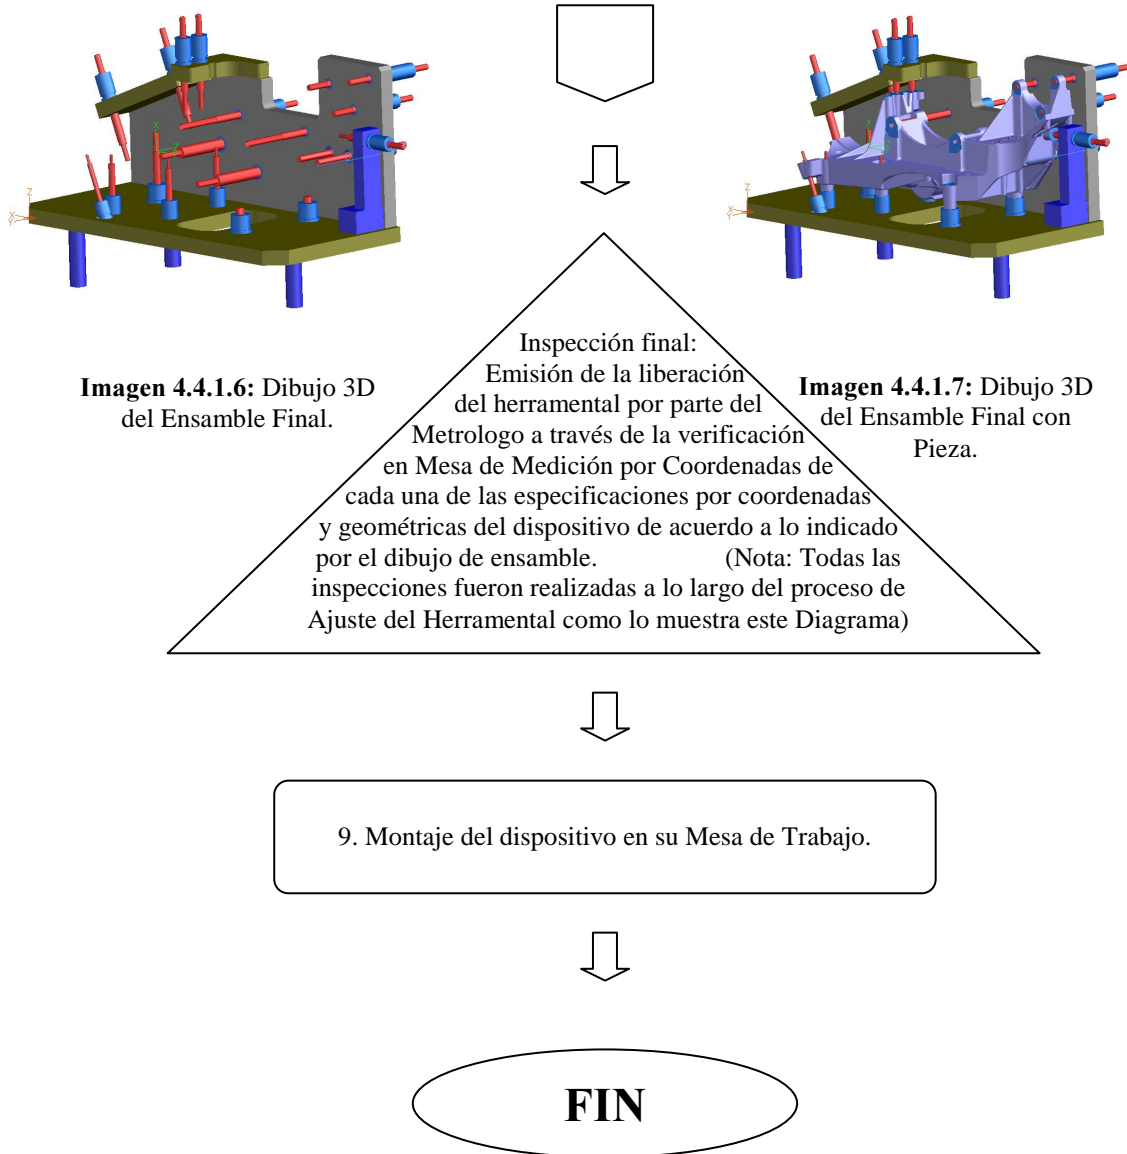 Inspección final:
Emisión de la liberación
del herramental por parte del
Metrologo a través de la verificación
en Mesa de Medición por Coordenadas de
cada una de las especificaciones por coordenadas
y geométricas del dispositivo de acuerdo a lo indicado
por el dibujo de ensamble. (Nota: Todas las
inspecciones fueron realizadas a lo largo del proceso de
Ajuste del Herramental como lo muestra este Diagrama)
Imagen 4.4.1.6: Dibujo 3D
del Ensamble Final.
Imagen 4.4.1.7: Dibujo 3D
del Ensamble Final con
Pieza.
9. Montaje del dispositivo en su Mesa de Trabajo.
FIN